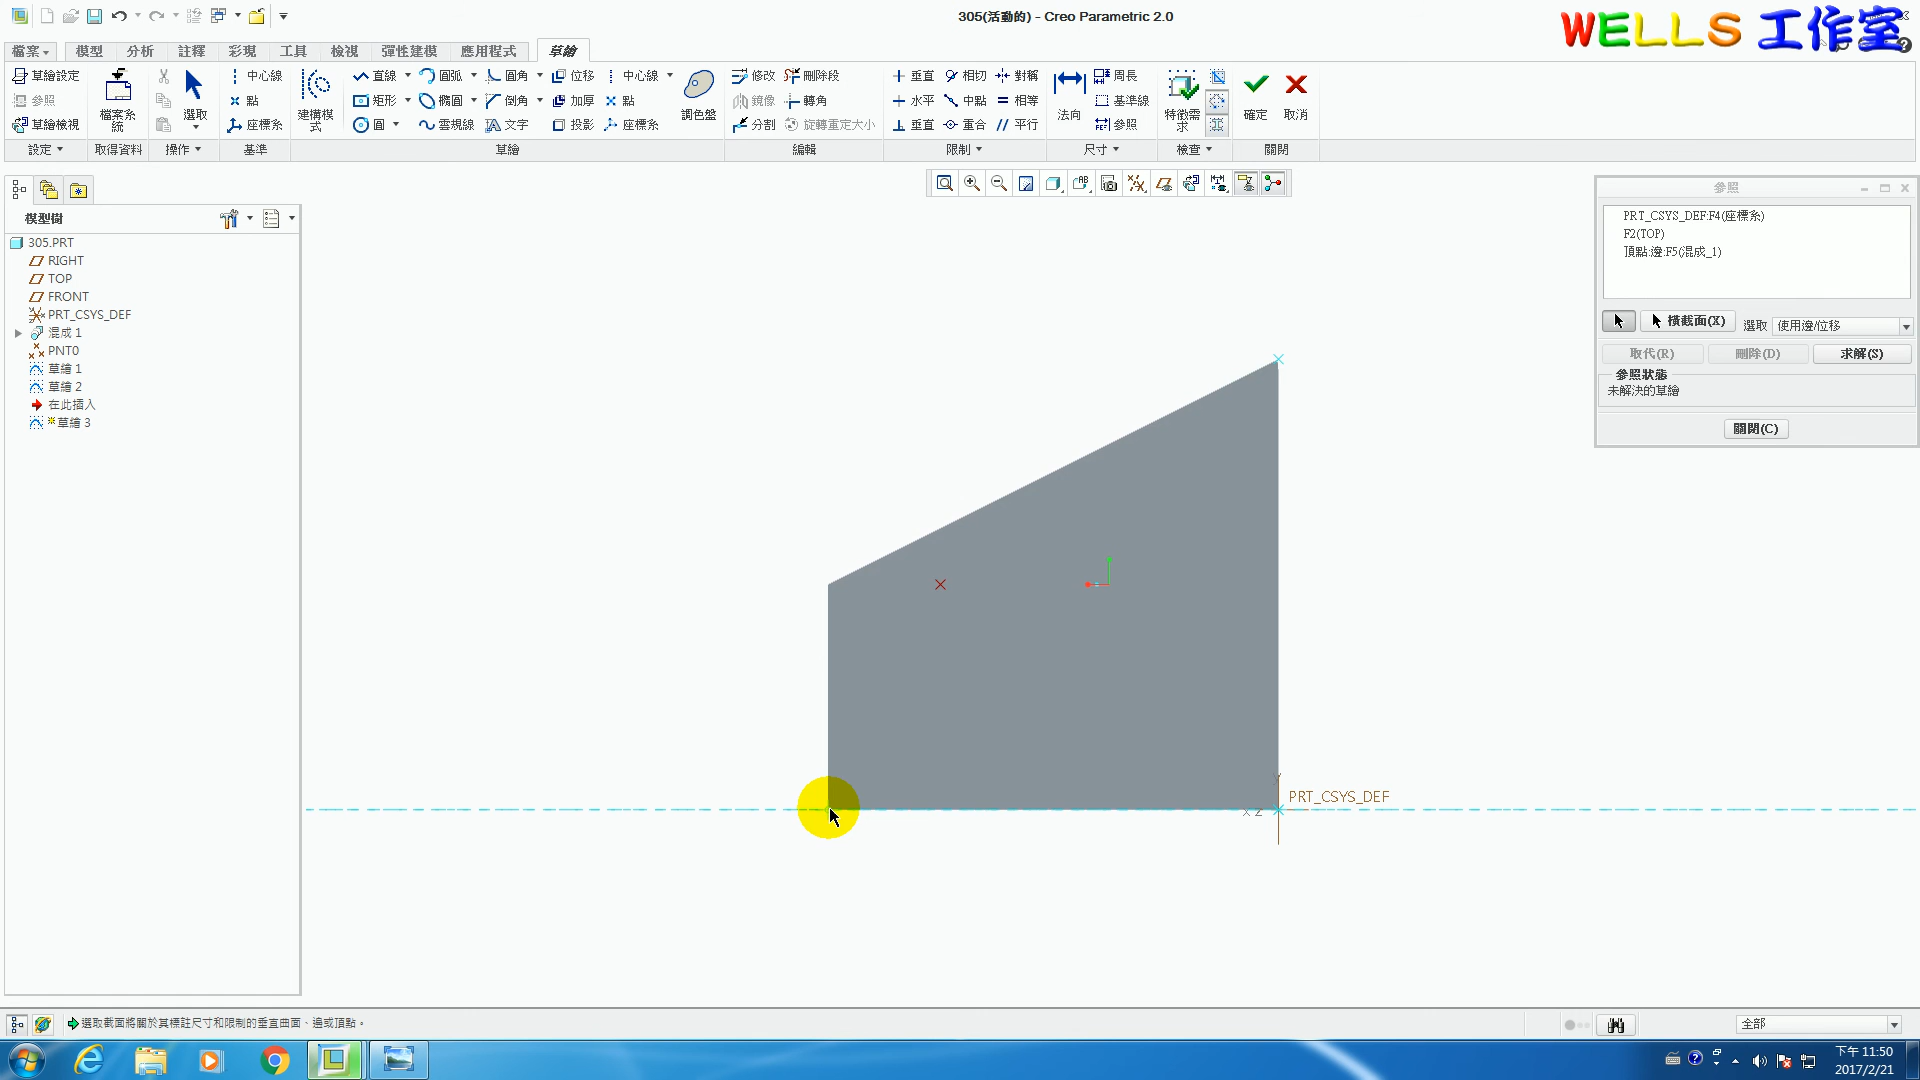 305(活動的) - Creo Parametric 2.0
WELLS 工作室
檔案 模型 分析 註釋 彩現 工具 檢視 彈性建模 應用程式 草繪
草繪設定 中心線 直線 圓弧 圓角 位移 中心線 修改 刪除段 垂直 相切 對稱 周長
參照 檔案系統 選取 點 建構模式 矩形 橢圓 倒角 加厚 點 調色盤 鏡像 轉角 水平 中點 相等 法向 基準線 特徵需求 確定 取消
草繪檢視 座標系 圓 雲規線 文字 投影 座標系 分割 旋轉重定大小 垂直 重合 平行 參照
設定 取得資料 操作 基準 草繪 編輯 限制 尺寸 檢查 關閉
模型樹
305.PRT
RIGHT
TOP
FRONT
PRT_CSYS_DEF
混成 1
PNT0
草繪 1
草繪 2
在此插入
草繪 3
參照
PRT_CSYS_DEF:F4(座標系)
F2(TOP)
頂點:邊:F5(混成_1)
橫截面(X) 選取 使用邊/位移
取代(R) 刪除(D) 求解(S)
參照狀態
未解決的草繪
關閉(C)
Y
PRT_CSYS_DEF
X Z
選取截面將關於其標註尺寸和限制的垂直曲面、邊或頂點。
全部
下午 11:50
2017/2/21